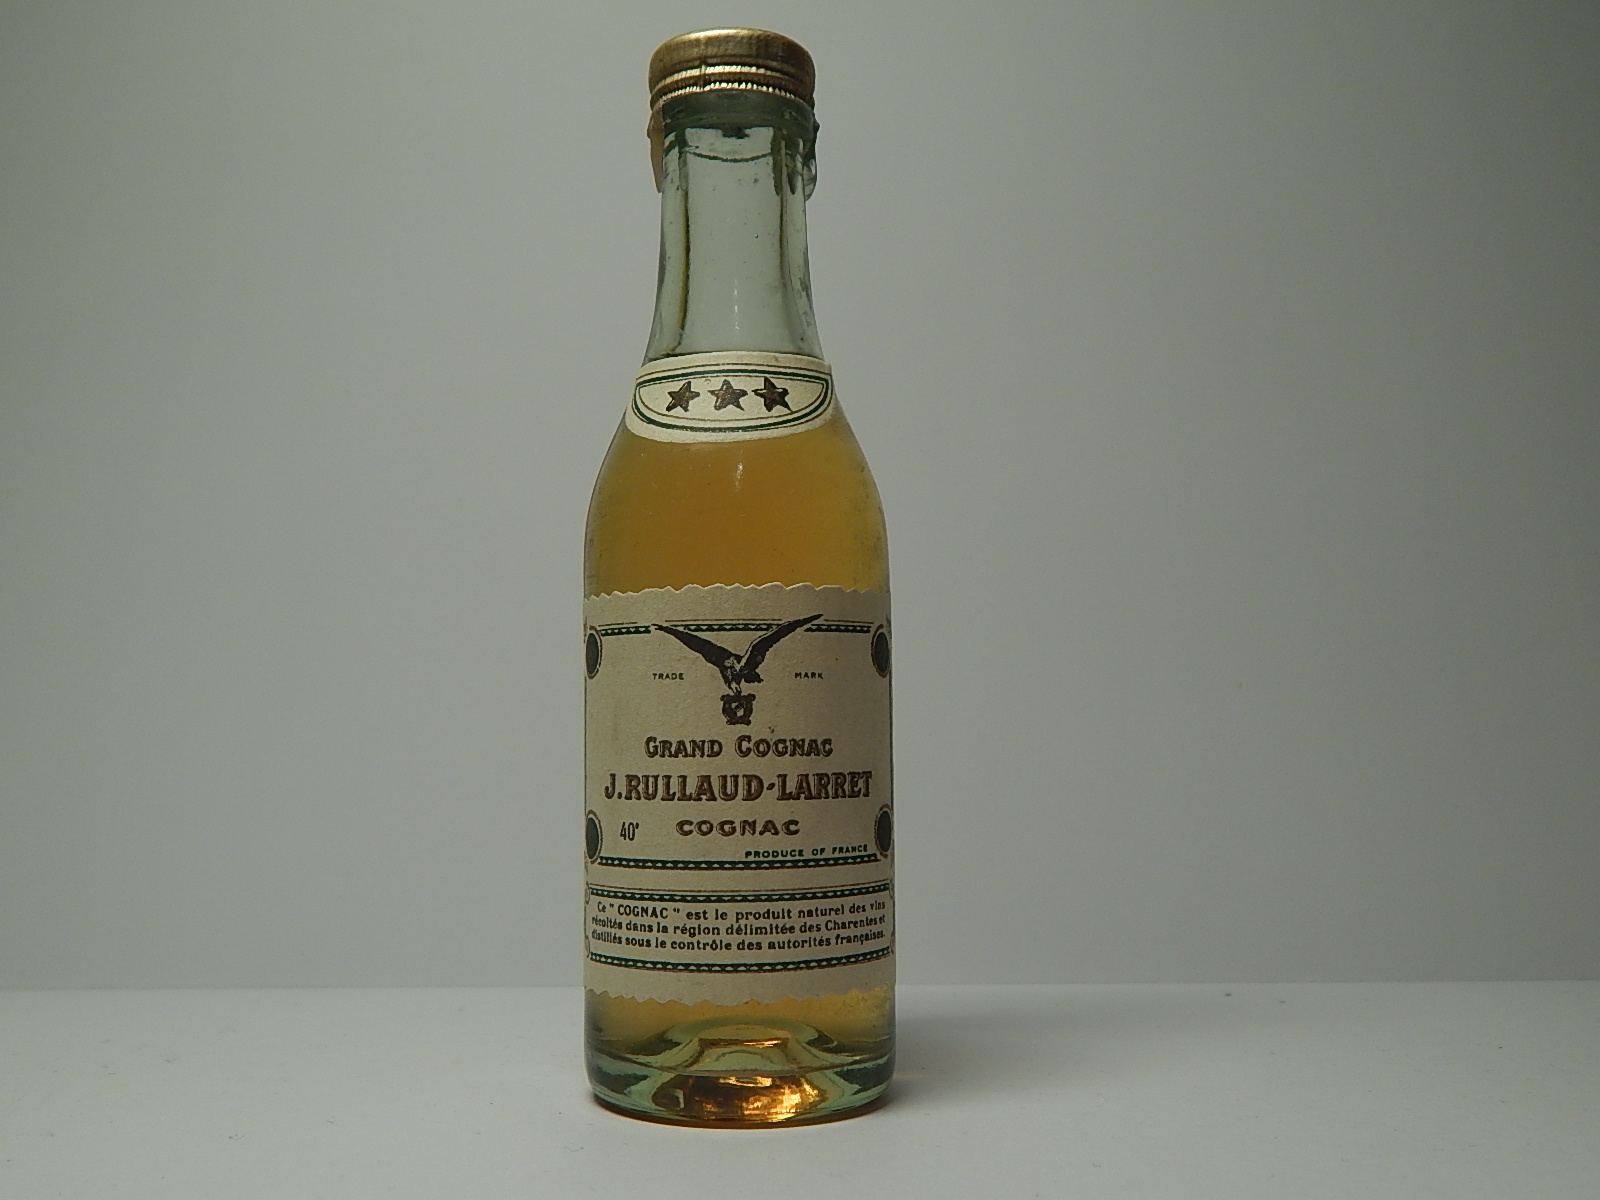 TRADE MARK
GRAND COGNAC
J. RULLAUD-LARRET
40° COGNAC
PRODUCE OF FRANCE
Ce " COGNAC " est le produit naturel des vins
récoltés dans la région délimitée des Charentes et
distillés sous le contrôle des autorités françaises.